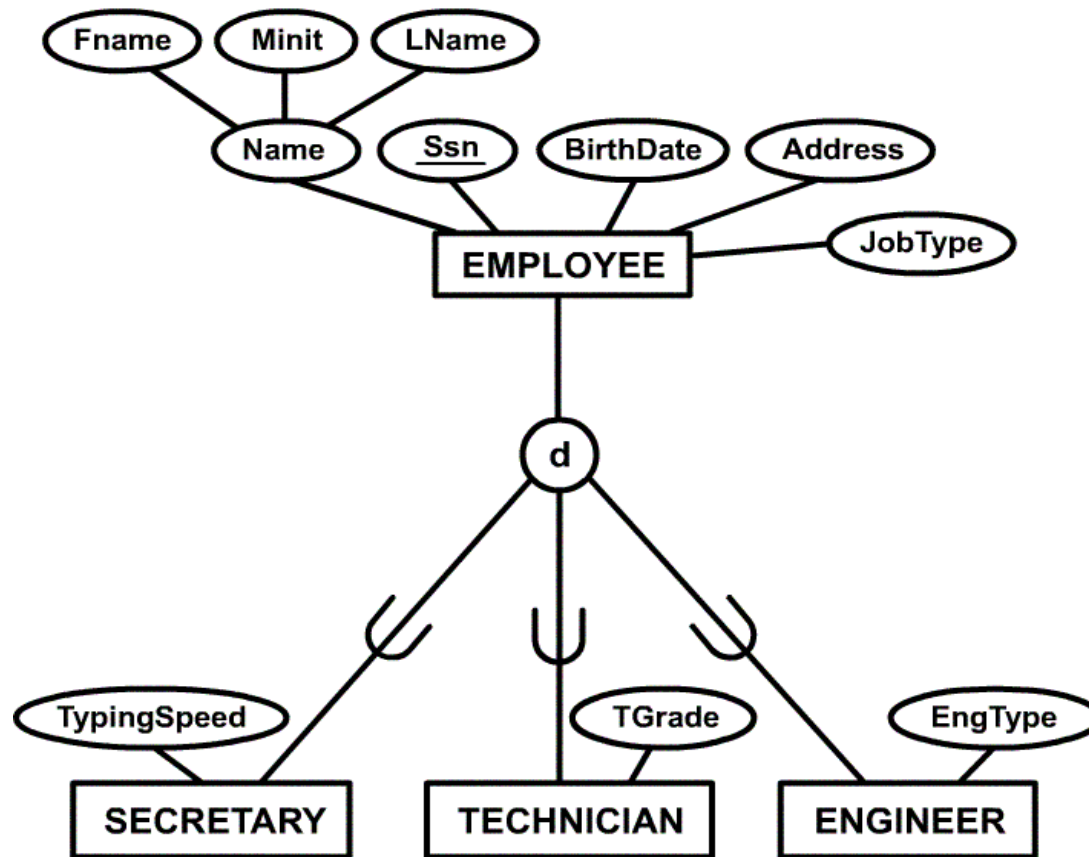 Fname
Minit
LName
Name
Ssn
BirthDate
Address
JobType
EMPLOYEE
d
TypingSpeed
TGrade
EngType
SECRETARY
TECHNICIAN
ENGINEER